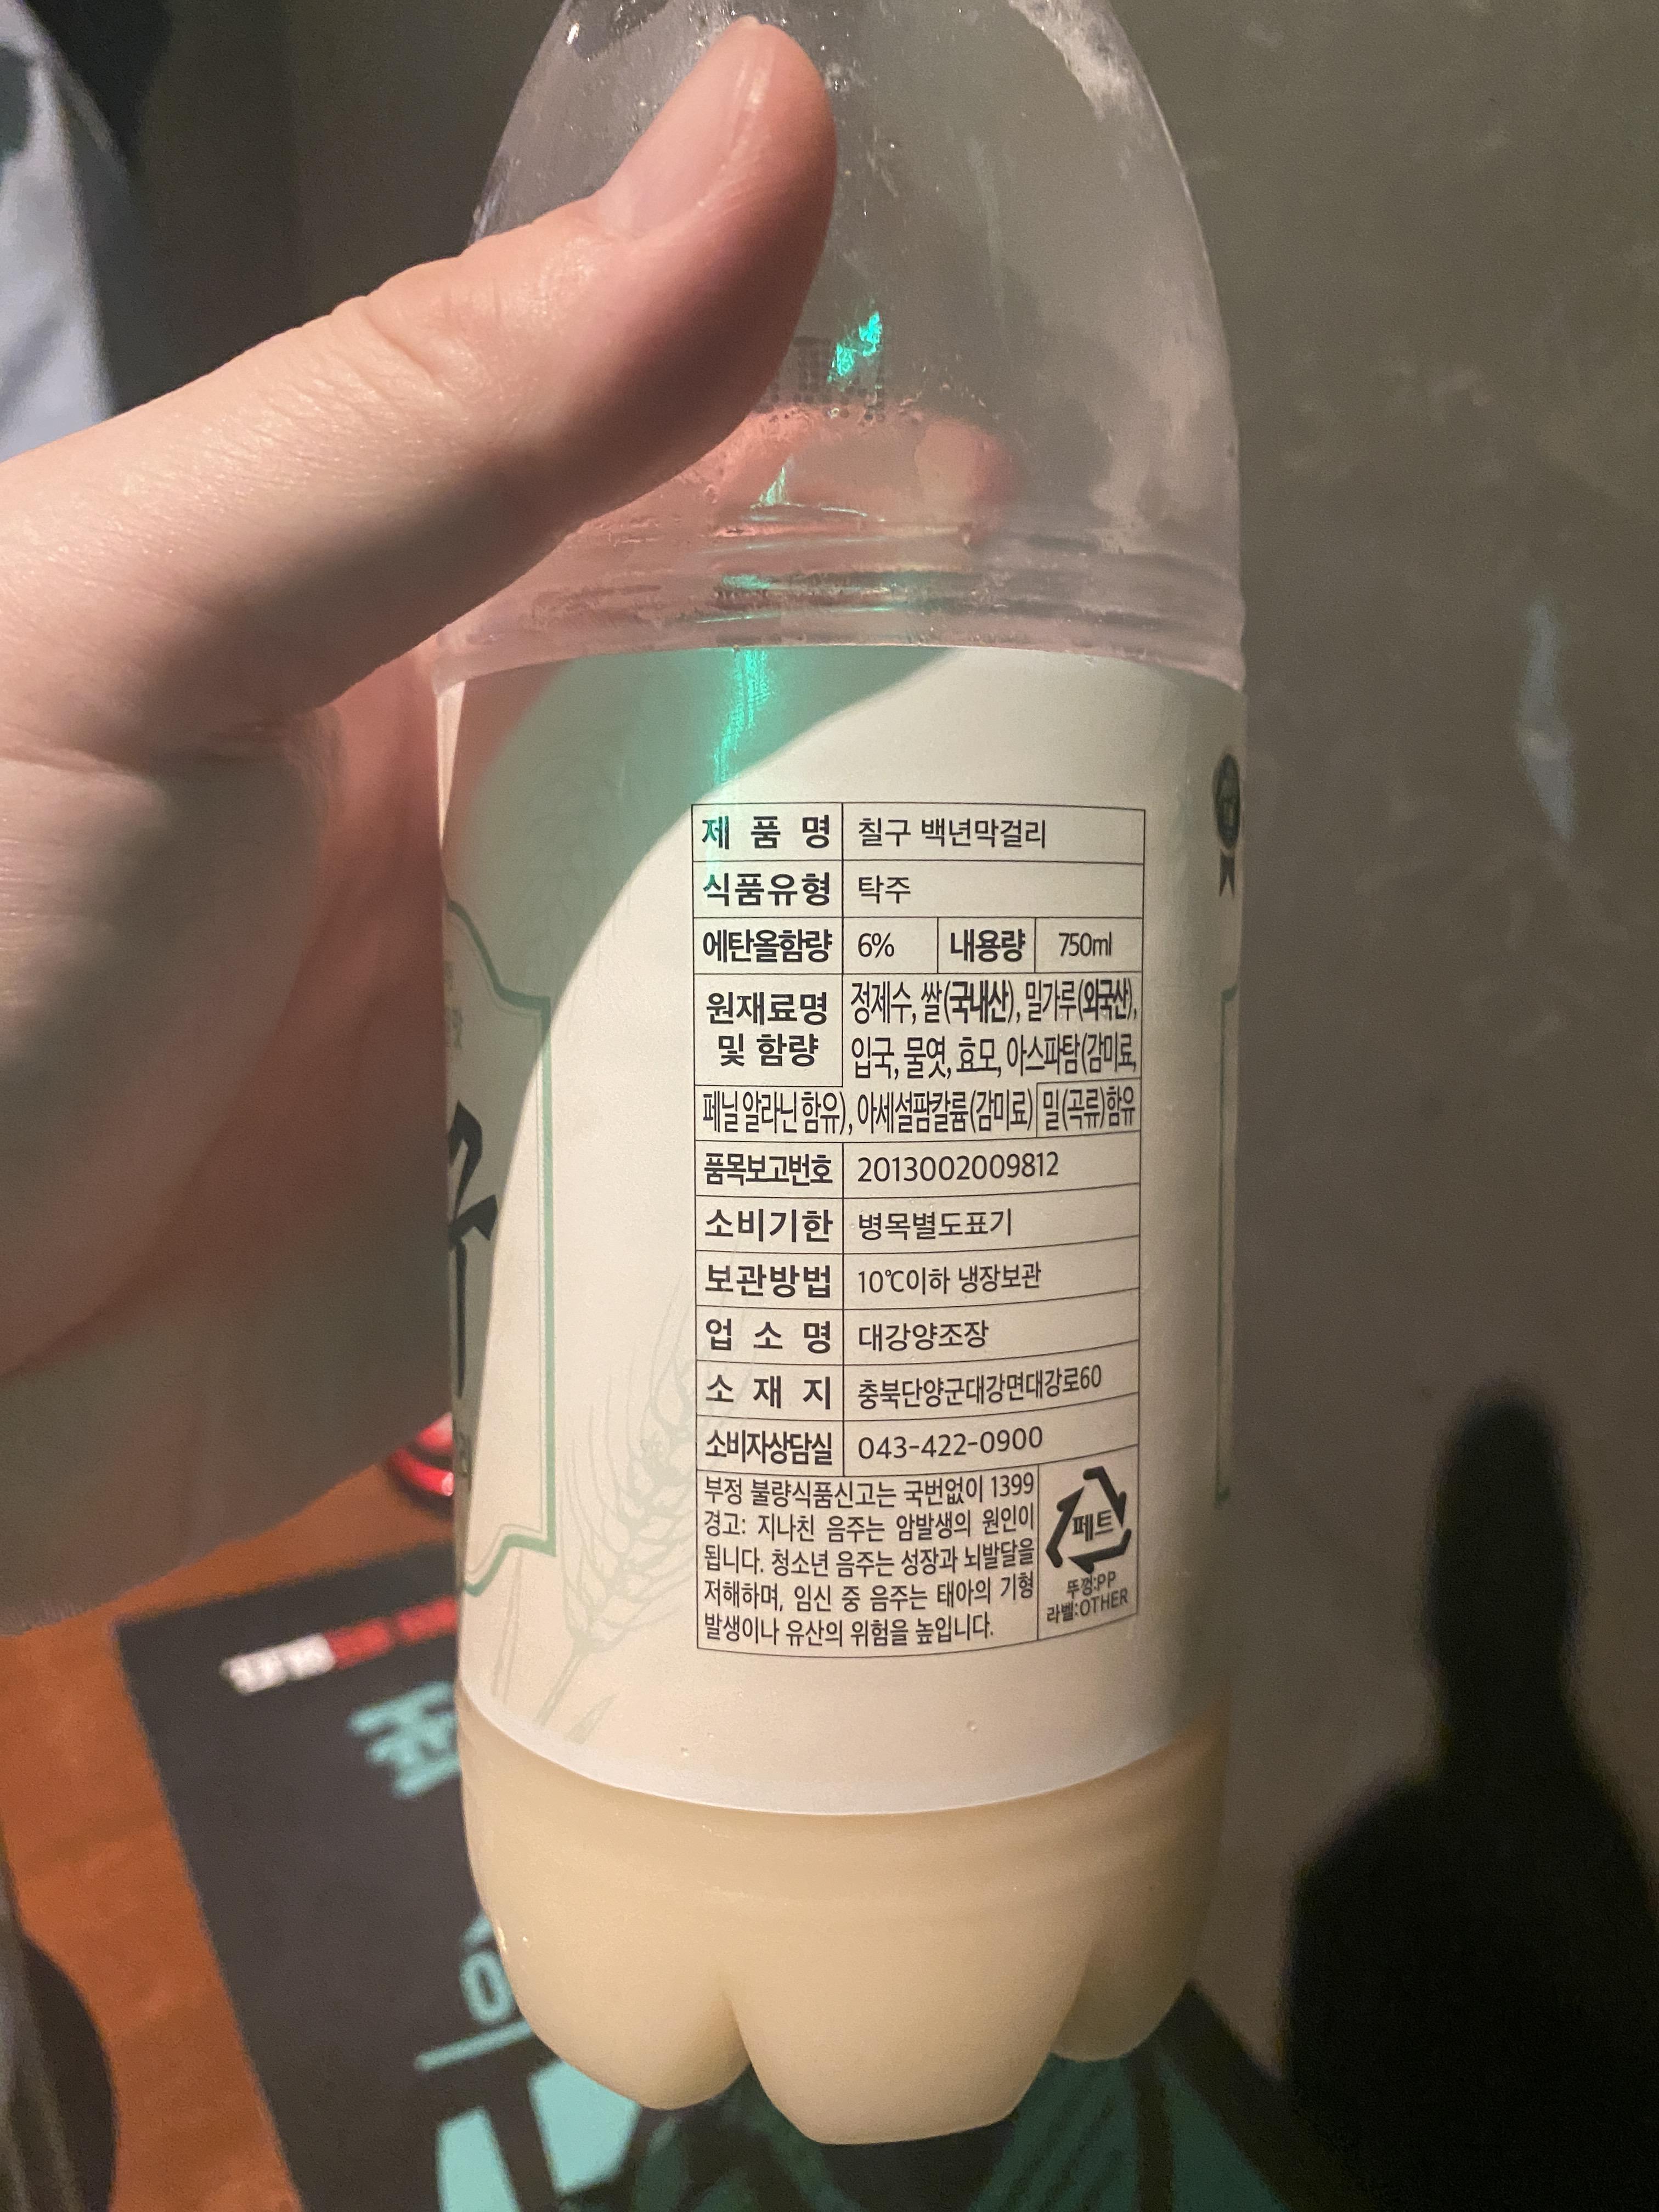 제 품 명 칠구 백년막걸리
식품유형 탁주
에탄올함량 6% 내용량 750ml
원재료명 및 함량 정제수, 쌀(국내산), 밀가루(외국산),
입국, 물엿, 효모, 아스파탐(감미료,
페닐알라닌함유), 아세설팜칼륨(감미료) 밀(곡류)함유
품목보고번호 2013002009812
소비기한 병목별도표기
보관방법 10℃이하 냉장보관
업 소 명 대강양조장
소 재 지 충북단양군대강면대강로60
소비자상담실 043-422-0900
부정 불량식품신고는 국번없이 1399
경고: 지나친 음주는 암발생의 원인이
됩니다. 청소년 음주는 성장과 뇌발달을
저해하며, 임신 중 음주는 태아의 기형
발생이나 유산의 위험을 높입니다.
페트
뚜껑:PP
라벨:OTHER